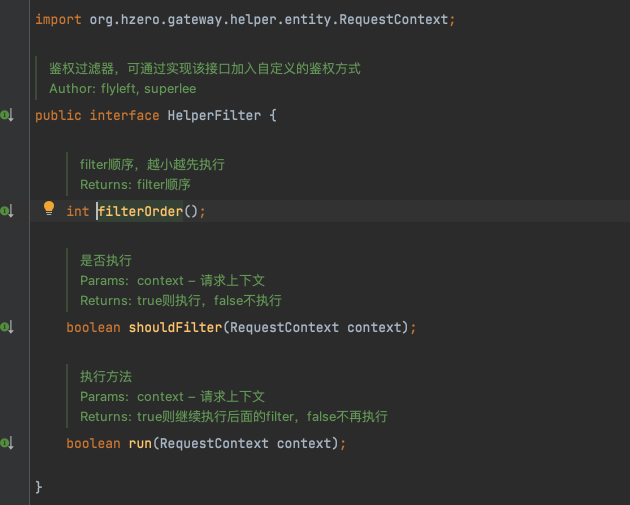 import org.hzero.gateway.helper.entity.RequestContext;
鉴权过滤器，可通过实现该接口加入自定义的鉴权方式
Author: flyleft, superlee
public interface HelperFilter {
filter顺序，越小越先执行
Returns: filter顺序
int filterOrder();
是否执行
Params: context – 请求上下文
Returns: true则执行，false不执行
boolean shouldFilter(RequestContext context);
执行方法
Params: context – 请求上下文
Returns: true则继续执行后面的filter，false不再执行
boolean run(RequestContext context);
}